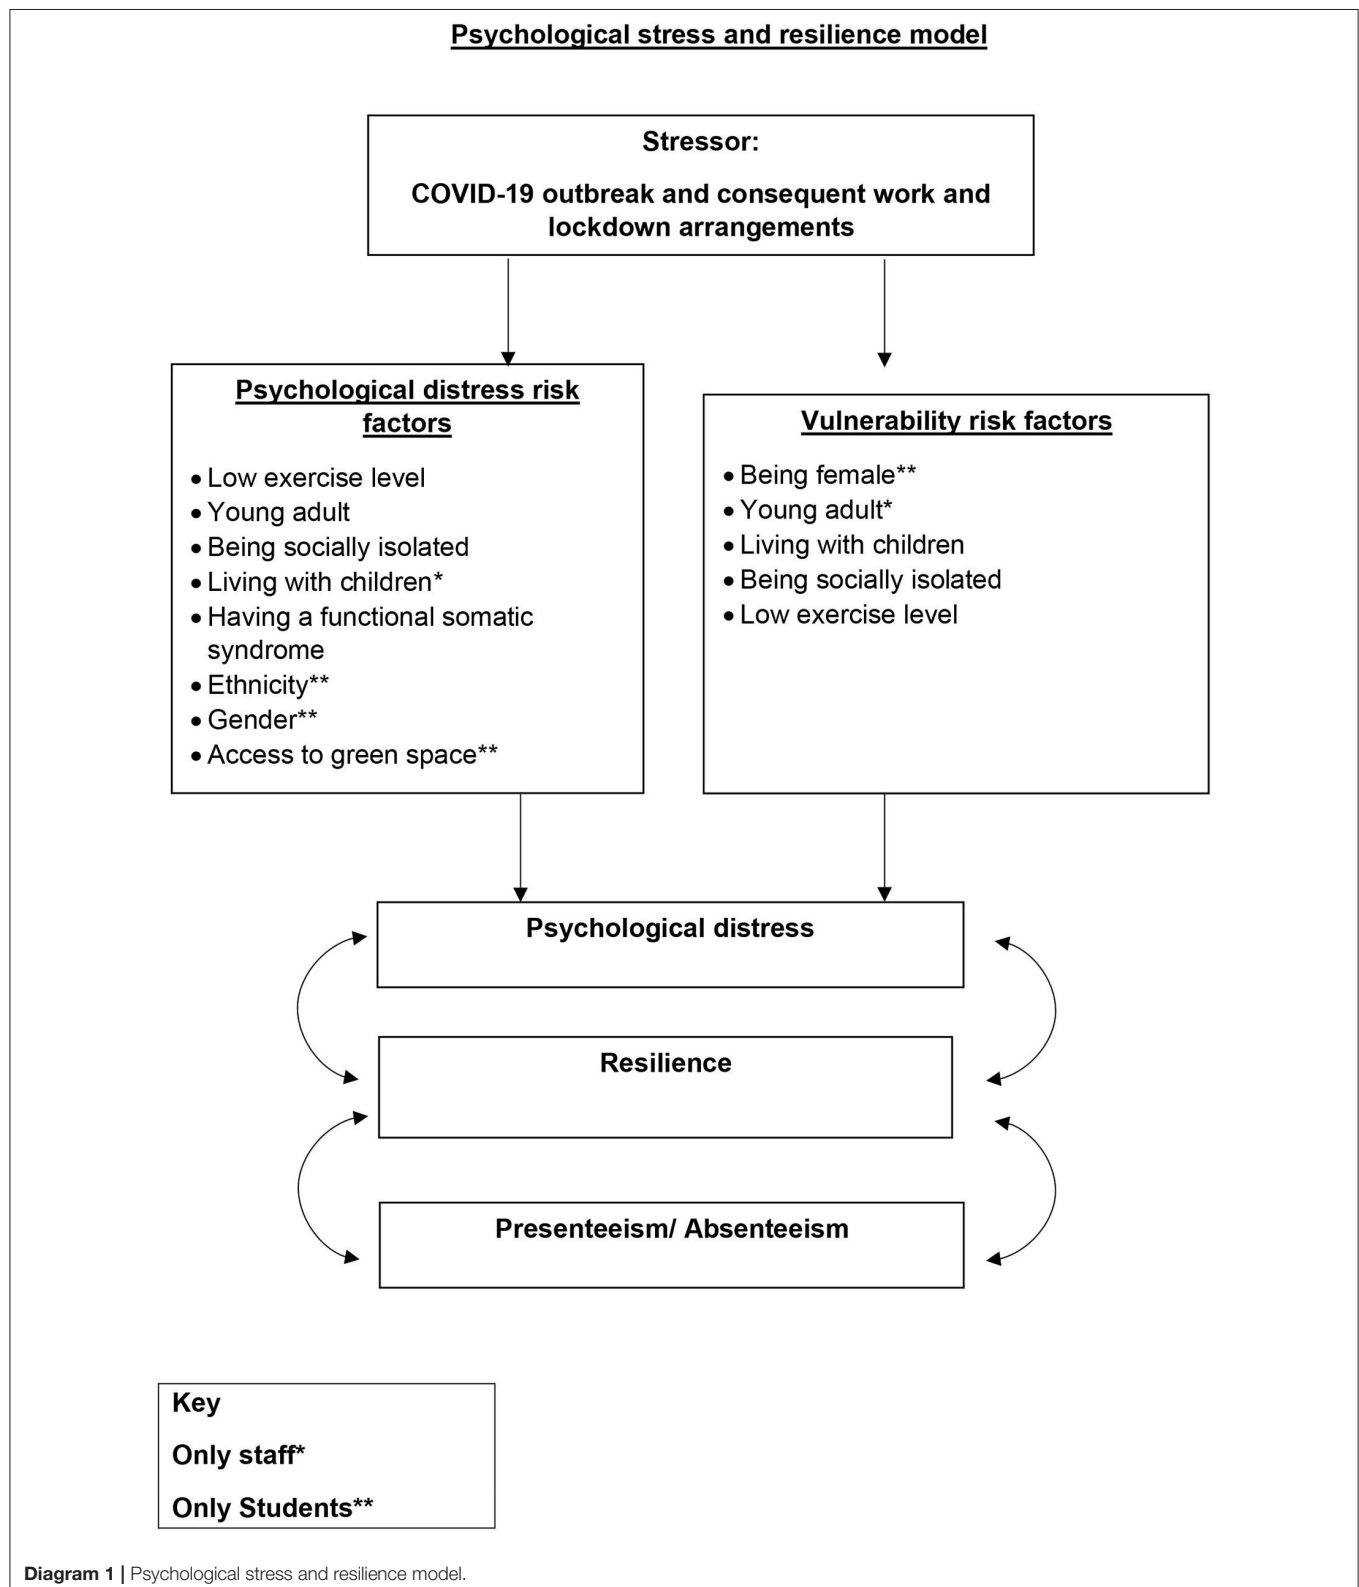 Psychological stress and resilience model
Stressor:
COVID-19 outbreak and consequent work and
lockdown arrangements
Psychological distress risk
factors
• Low exercise level
• Young adult
• Being socially isolated
• Living with children*
• Having a functional somatic
syndrome
• Ethnicity**
• Gender**
• Access to green space**
Vulnerability risk factors
• Being female**
• Young adult*
• Living with children
• Being socially isolated
• Low exercise level
Psychological distress
Resilience
Presenteeism/ Absenteeism
Key
Only staff*
Only Students**
Diagram 1 | Psychological stress and resilience model.